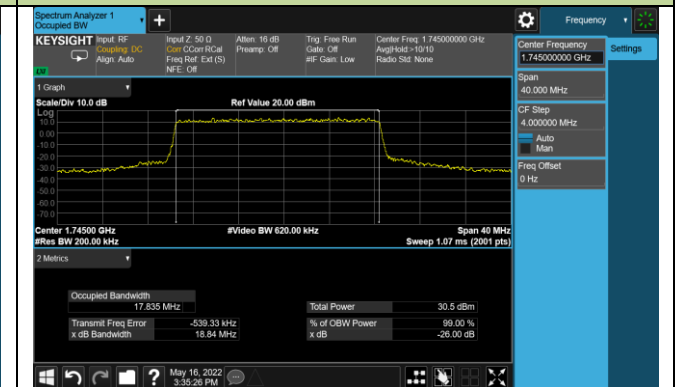 Spectrum Analyzer 1
Occupied BW
Frequency
KEYSIGHT
Input: RF
Coupling: DC
Align: Auto
Input Z: 50 Ω
Corr CCorr RCal
Freq Ref: Ext (S)
NFE: Off
Atten: 16 dB
Preamp: Off
Trig: Free Run
Gate: Off
#IF Gain: Low
Center Freq: 1.745000000 GHz
Avg|Hold:>10/10
Radio Std: None
Center Frequency
1.745000000 GHz
Settings
Span
40.000 MHz
CF Step
4.000000 MHz
Auto
Man
Freq Offset
0 Hz
1 Graph
Scale/Div 10.0 dB
Ref Value 20.00 dBm
Log
10.0
0.00
-10.0
-20.0
-30.0
-40.0
-50.0
-60.0
-70.0
Center 1.74500 GHz
#Video BW 620.00 kHz
Span 40 MHz
#Res BW 200.00 kHz
Sweep 1.07 ms (2001 pts)
2 Metrics
Occupied Bandwidth
17.835 MHz
Total Power
30.5 dBm
Transmit Freq Error
-539.33 kHz
% of OBW Power
99.00 %
x dB Bandwidth
18.84 MHz
x dB
-26.00 dB
?
May 16, 2022
3:35:26 PM